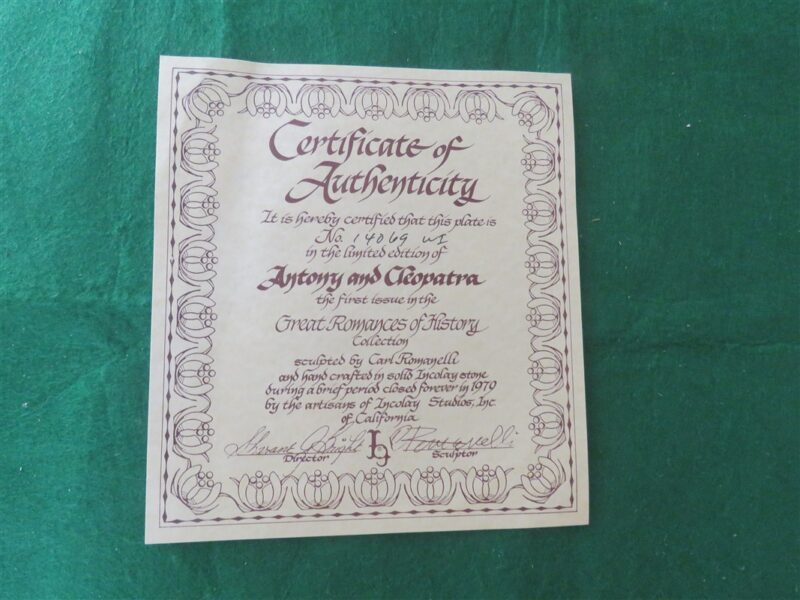 Certificate of
Authenticity
It is hereby certified that this plate is
No. 14069 WI
in the limited edition of
Antony and Cleopatra
the first issue in the
Great Romances of History
Collection
sculpted by Carl Romanelli
and hand crafted in solid Incolay stone
during a brief period closed forever in 1979
by the artisans of Incolay Studios, Inc.
of California
Romanelli
Director Sculptor